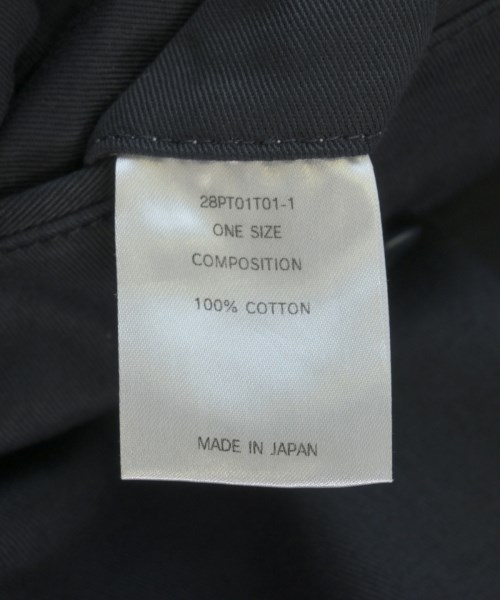 28PT01T01-1
ONE SIZE
COMPOSITION
100% COTTON
MADE IN JAPAN